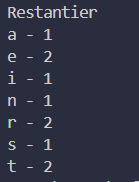 Restantier
a - 1
e - 2
i - 1
n - 1
r - 2
s - 1
t - 2